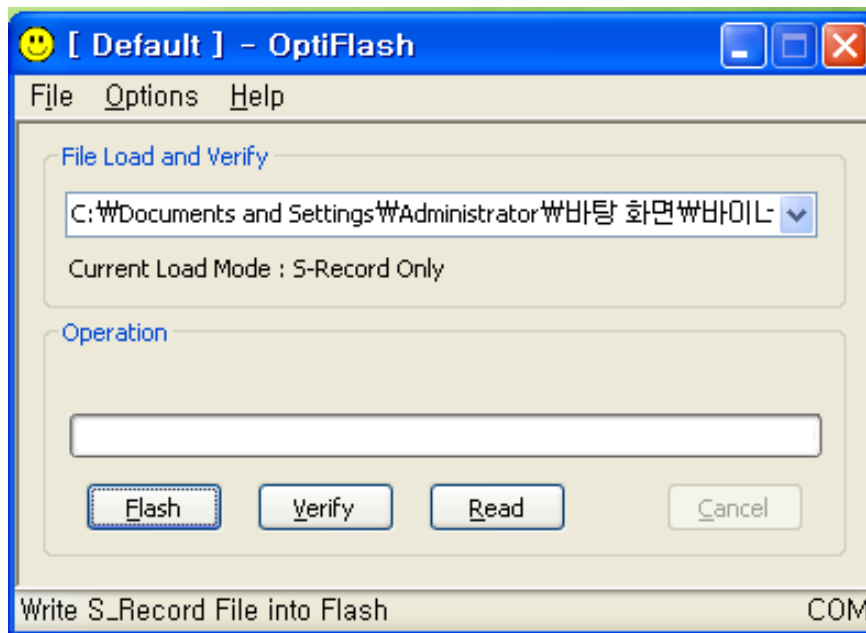 [ Default ] - OptiFlash
File Options Help
File Load and Verify
C:₩Documents and Settings₩Administrator₩바탕 화면₩바이
Current Load Mode : S-Record Only
Operation
Flash Verify Read Cancel
Write S_Record File into Flash COM